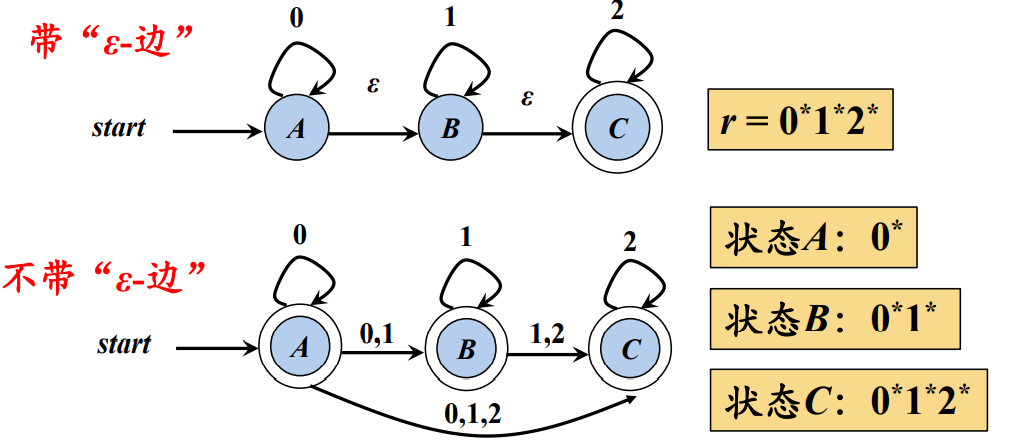 带“ε-边”
0
1
2
ε
ε
start
A
B
C
r = 0*1*2*
不带“ε-边”
0
1
2
start
A
0,1
B
1,2
C
0,1,2
状态A：0*
状态B：0*1*
状态C：0*1*2*